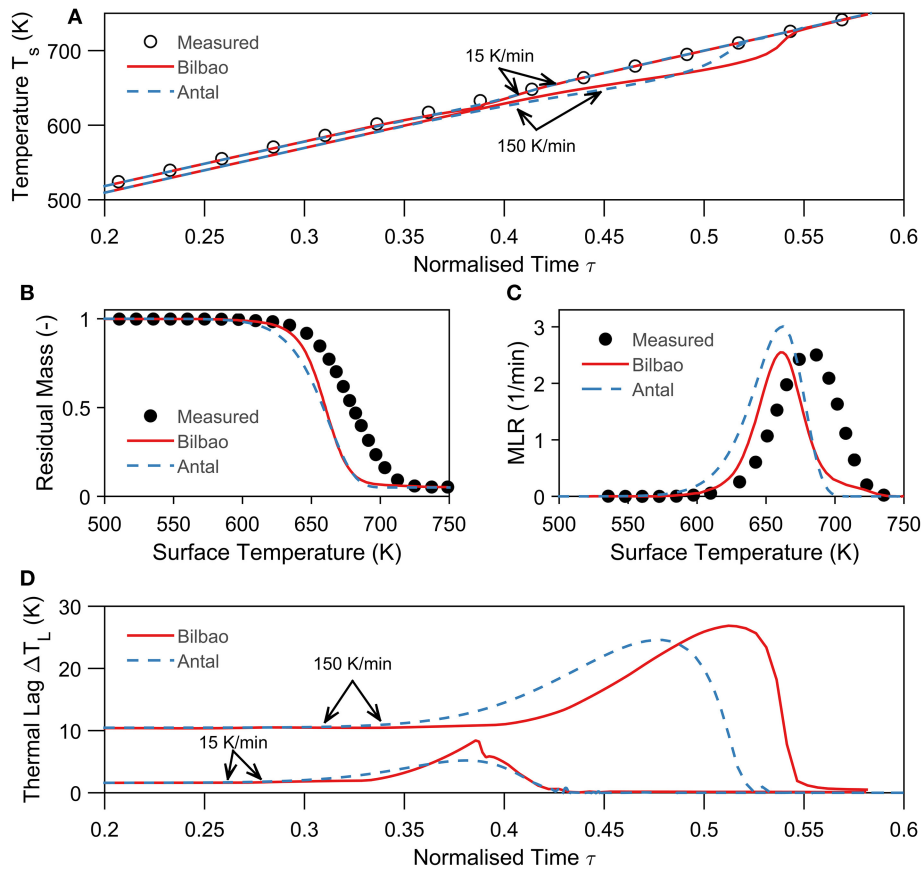 A
Temperature Tₛ (K)
700
600
500
Measured
Bilbao
Antal
15 K/min
150 K/min
0.2 0.25 0.3 0.35 0.4 0.45 0.5 0.55 0.6
Normalised Time τ
B
Residual Mass (-)
1
0.5
0
Measured
Bilbao
Antal
500 550 600 650 700 750
Surface Temperature (K)
C
MLR (1/min)
3
2
1
0
Measured
Bilbao
Antal
500 550 600 650 700 750
Surface Temperature (K)
D
Thermal Lag ΔT_L (K)
30
20
10
0
Bilbao
Antal
150 K/min
15 K/min
0.2 0.25 0.3 0.35 0.4 0.45 0.5 0.55 0.6
Normalised Time τ